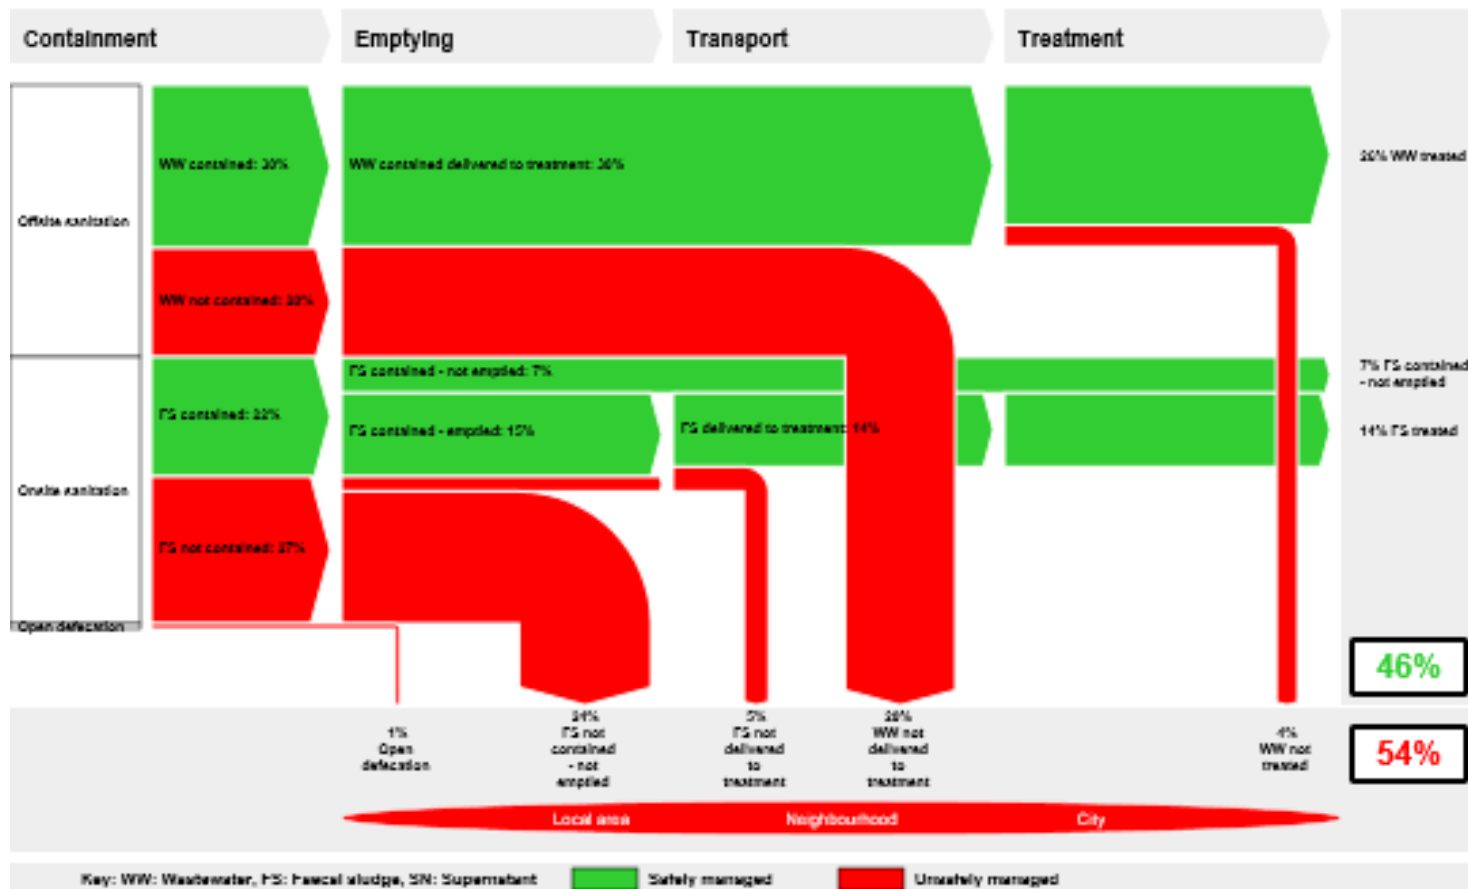 Containment
Emptying
Transport
Treatment
Offsite sanitation
WW contained: 30%
WW contained delivered to treatment: 30%
26% WW treated
WW not contained: 20%
FS contained: 22%
FS contained - not emptied: 7%
7% FS contained
- not emptied
FS contained - emptied: 15%
FS delivered to treatment: 14%
14% FS treated
Onsite sanitation
FS not contained: 27%
Open defecation
46%
1%
Open
defecation
24%
FS not
contained
- not
emptied
5%
FS not
delivered
to
treatment
20%
WW not
delivered
to
treatment
4%
WW not
treated
54%
Local area
Neighbourhood
City
Key: WW: Wastewater, FS: Faecal sludge, SN: Supernatant
Safely managed
Unsafely managed